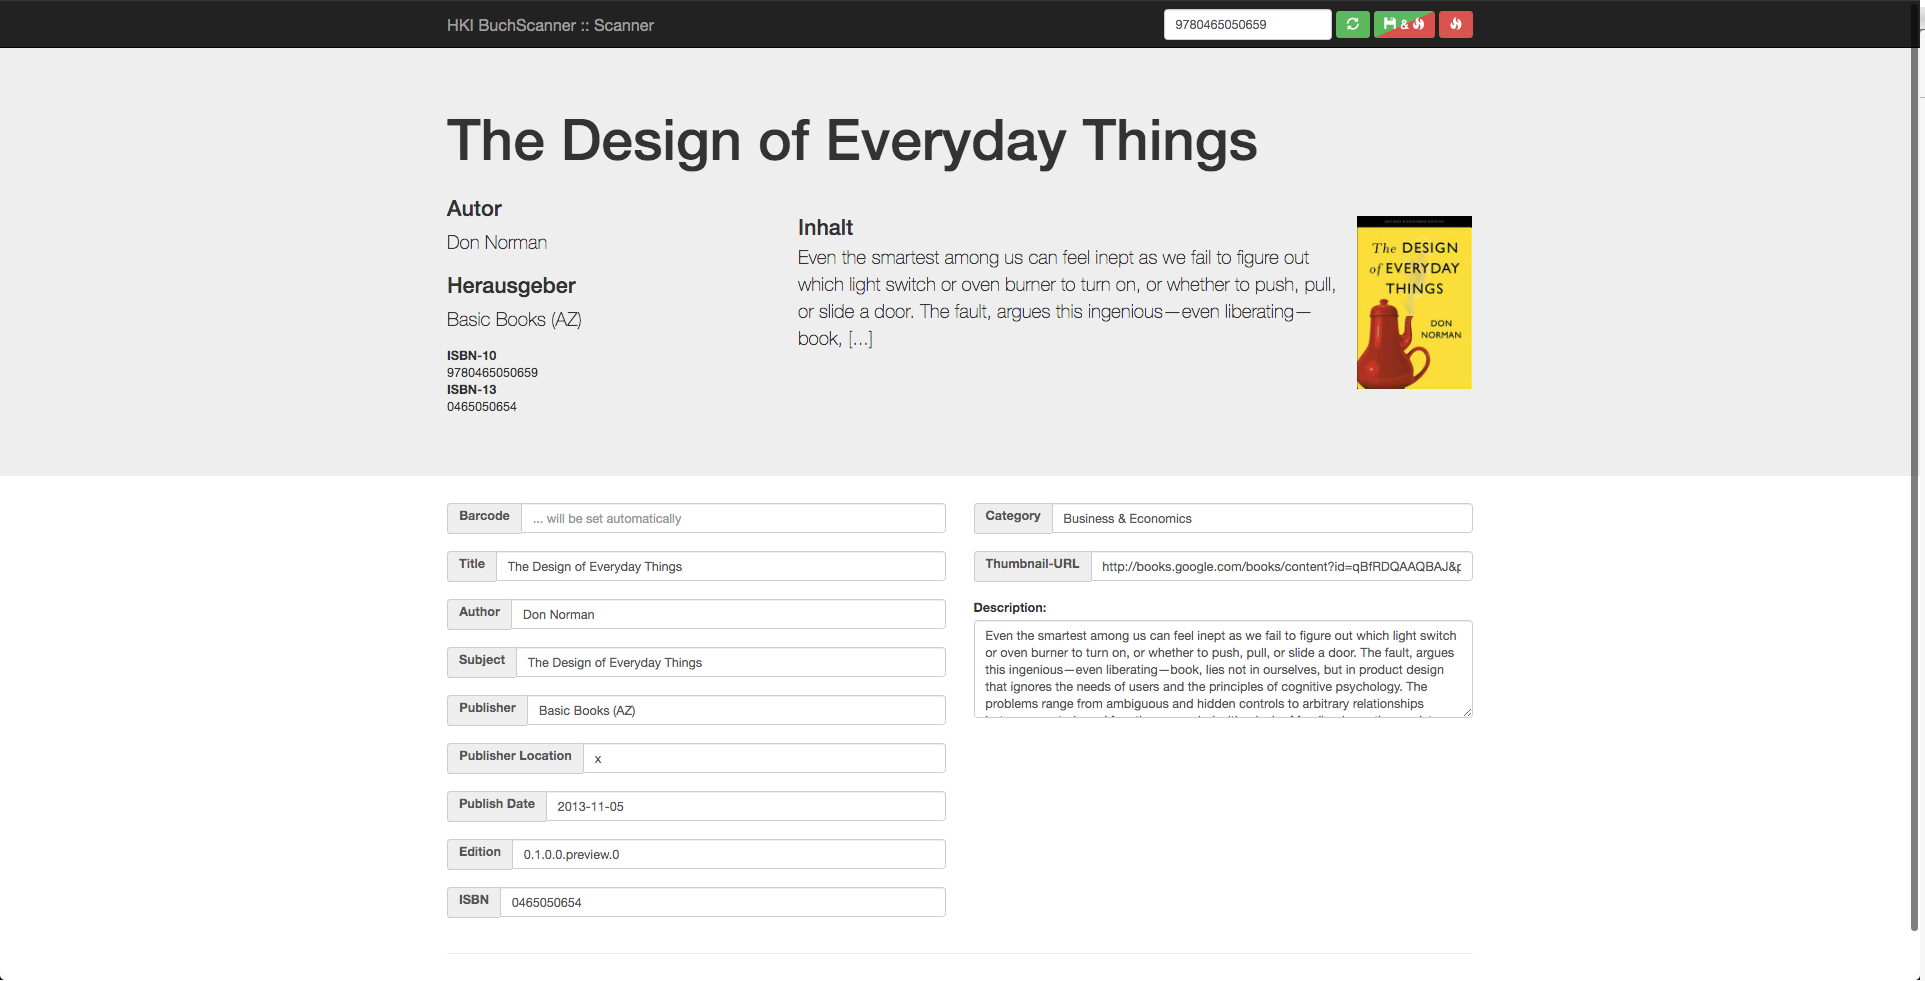 HKI BuchScanner :: Scanner
9780465050659
&
The Design of Everyday Things
Autor
Don Norman
Herausgeber
Basic Books (AZ)
ISBN-10
9780465050659
ISBN-13
0465050654
Inhalt
Even the smartest among us can feel inept as we fail to figure out
which light switch or oven burner to turn on, or whether to push, pull,
or slide a door. The fault, argues this ingenious—even liberating—
book, [...]
The DESIGN
of EVERYDAY
THINGS
DON
NORMAN
Barcode ... will be set automatically
Title The Design of Everyday Things
Author Don Norman
Subject The Design of Everyday Things
Publisher Basic Books (AZ)
Publisher Location x
Publish Date 2013-11-05
Edition 0.1.0.0.preview.0
ISBN 0465050654
Category Business & Economics
Thumbnail-URL http://books.google.com/books/content?id=qBfRDQAAQBAJ&p
Description:
Even the smartest among us can feel inept as we fail to figure out which light switch
or oven burner to turn on, or whether to push, pull, or slide a door. The fault, argues
this ingenious—even liberating—book, lies not in ourselves, but in product design
that ignores the needs of users and the principles of cognitive psychology. The
problems range from ambiguous and hidden controls to arbitrary relationships